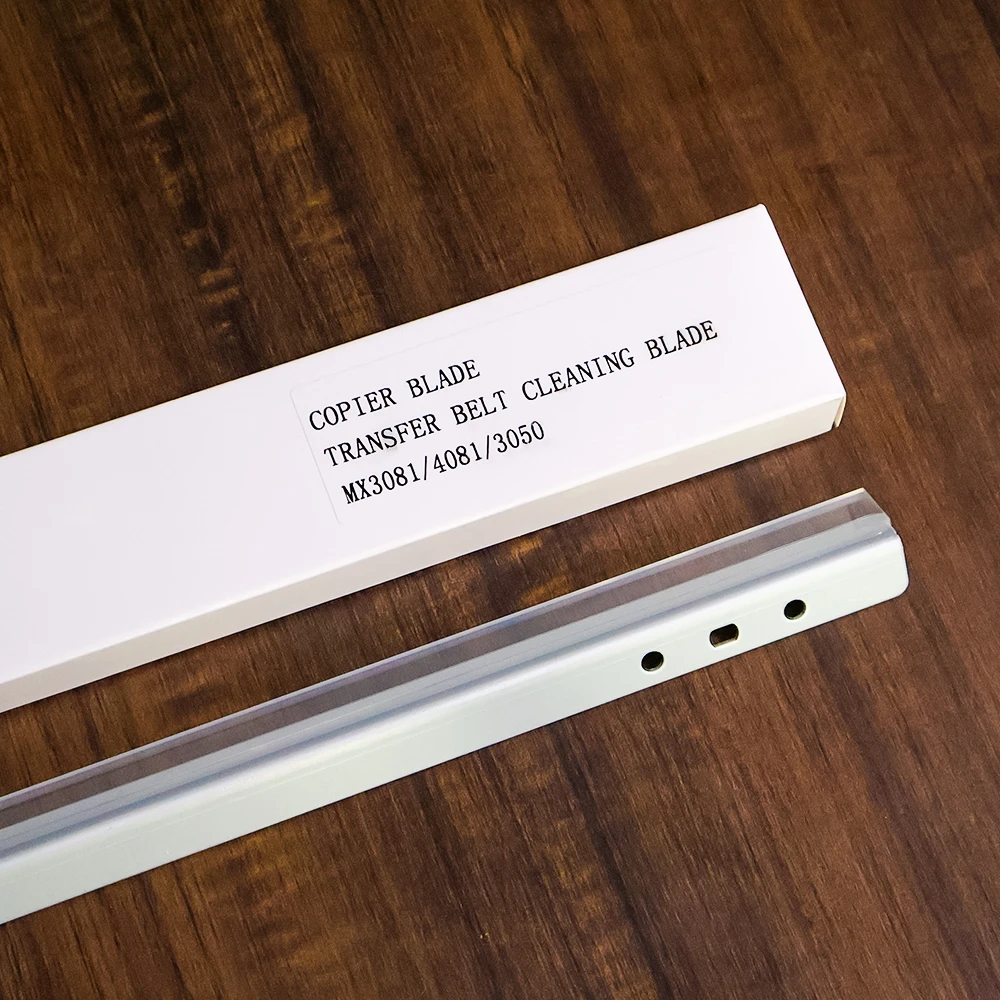 COPIER BLADE
TRANSFER BELT CLEANING BLADE
MX3081/4081/3050